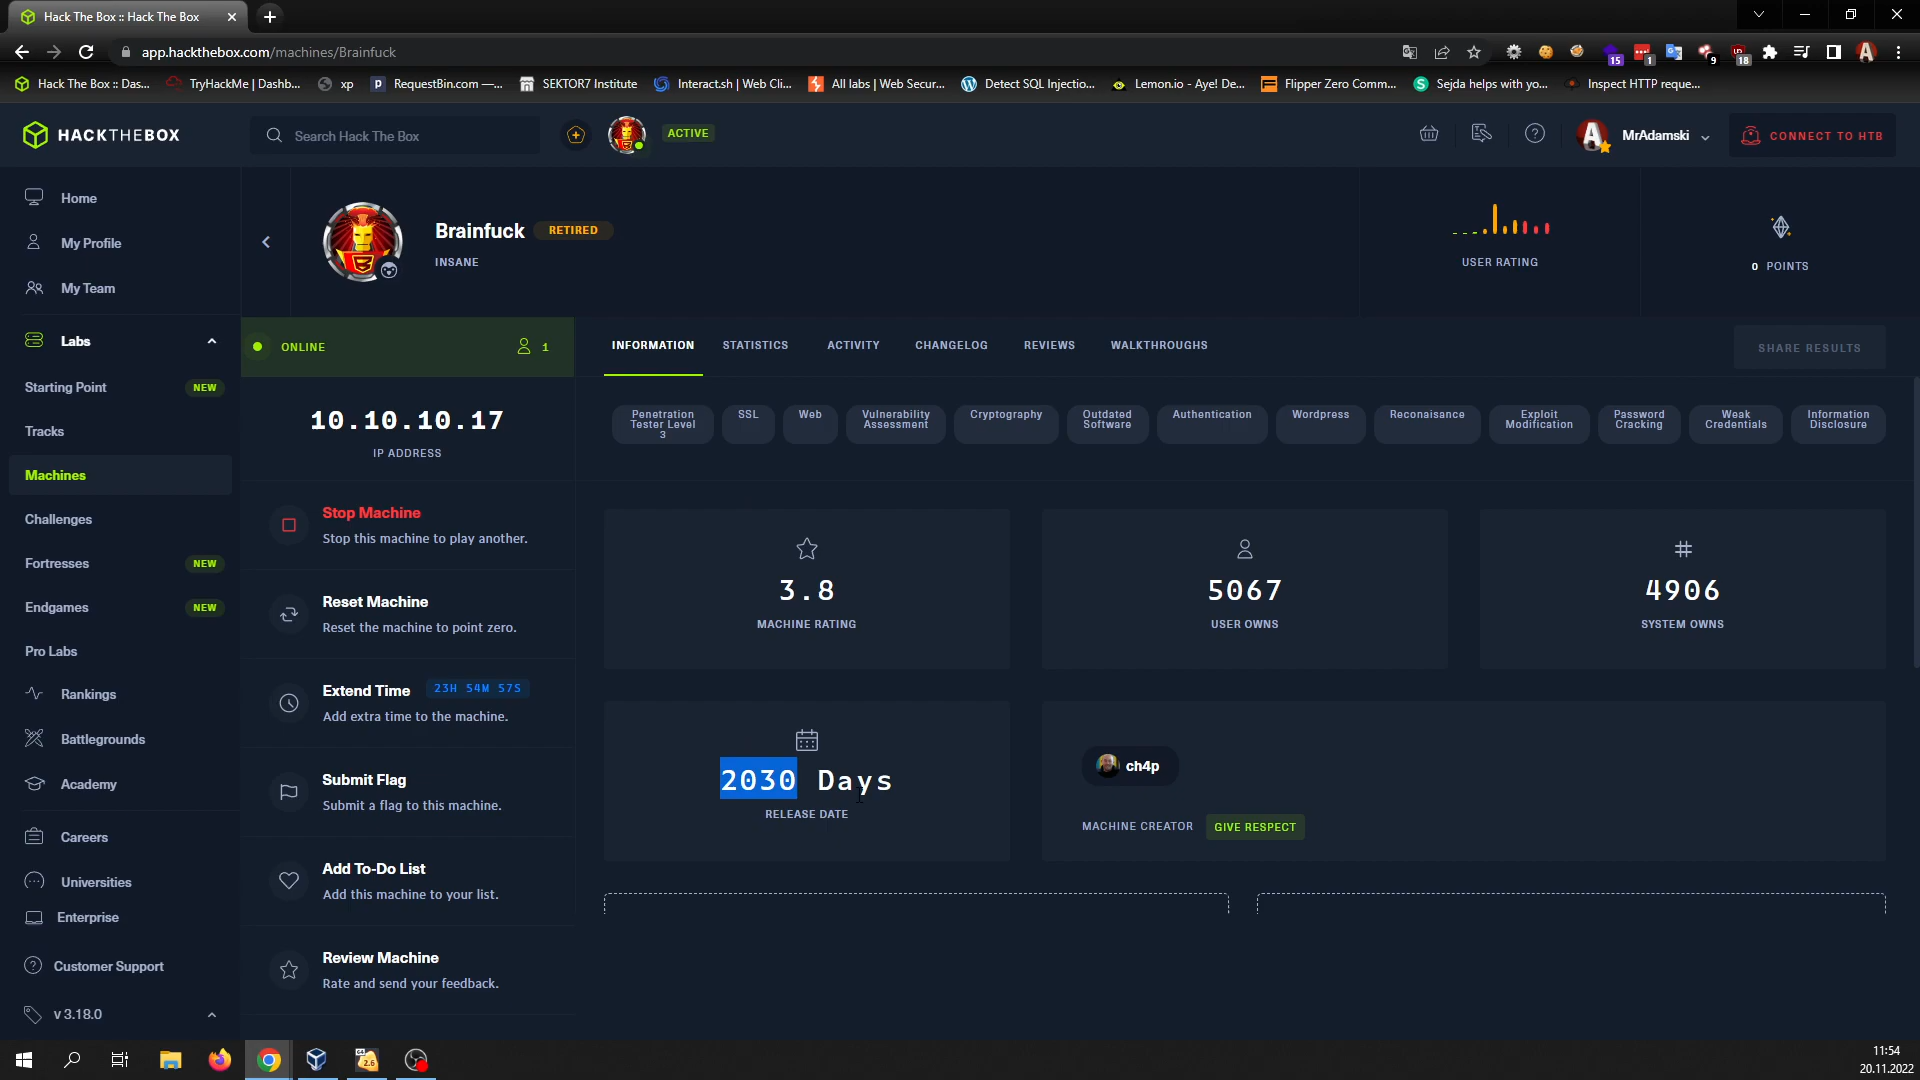 Hack The Box :: Hack The Box
app.hackthebox.com/machines/Brainfuck
15
1
9
18
Hack The Box :: Das...
TryHackMe | Dashb...
xp
RequestBin.com —...
SEKTOR7 Institute
Interact.sh | Web Cli...
All labs | Web Secur...
Detect SQL Injectio...
Lemon.io - Aye! De...
Flipper Zero Comm...
Sejda helps with yo...
Inspect HTTP reque...
HACKTHEBOX
Search Hack The Box
ACTIVE
MrAdamski
CONNECT TO HTB
Home
My Profile
My Team
Labs
Starting Point NEW
Tracks
Machines
Challenges
Fortresses NEW
Endgames NEW
Pro Labs
Rankings
Battlegrounds
Academy
Careers
Universities
Enterprise
Customer Support
v 3.18.0
Brainfuck RETIRED
INSANE
USER RATING
0 POINTS
ONLINE 1
10.10.10.17
IP ADDRESS
Stop Machine
Stop this machine to play another.
Reset Machine
Reset the machine to point zero.
Extend Time 23H 54M 57S
Add extra time to the machine.
Submit Flag
Submit a flag to this machine.
Add To-Do List
Add this machine to your list.
Review Machine
Rate and send your feedback.
INFORMATION STATISTICS ACTIVITY CHANGELOG REVIEWS WALKTHROUGHS
SHARE RESULTS
Penetration
Tester Level
3
SSL
Web
Vulnerability
Assessment
Cryptography
Outdated
Software
Authentication
Wordpress
Reconaisance
Exploit
Modification
Password
Cracking
Weak
Credentials
Information
Disclosure
3.8
MACHINE RATING
5067
USER OWNS
4906
SYSTEM OWNS
2030 Days
RELEASE DATE
ch4p
MACHINE CREATOR GIVE RESPECT
64
2.6
11:54
20.11.2022